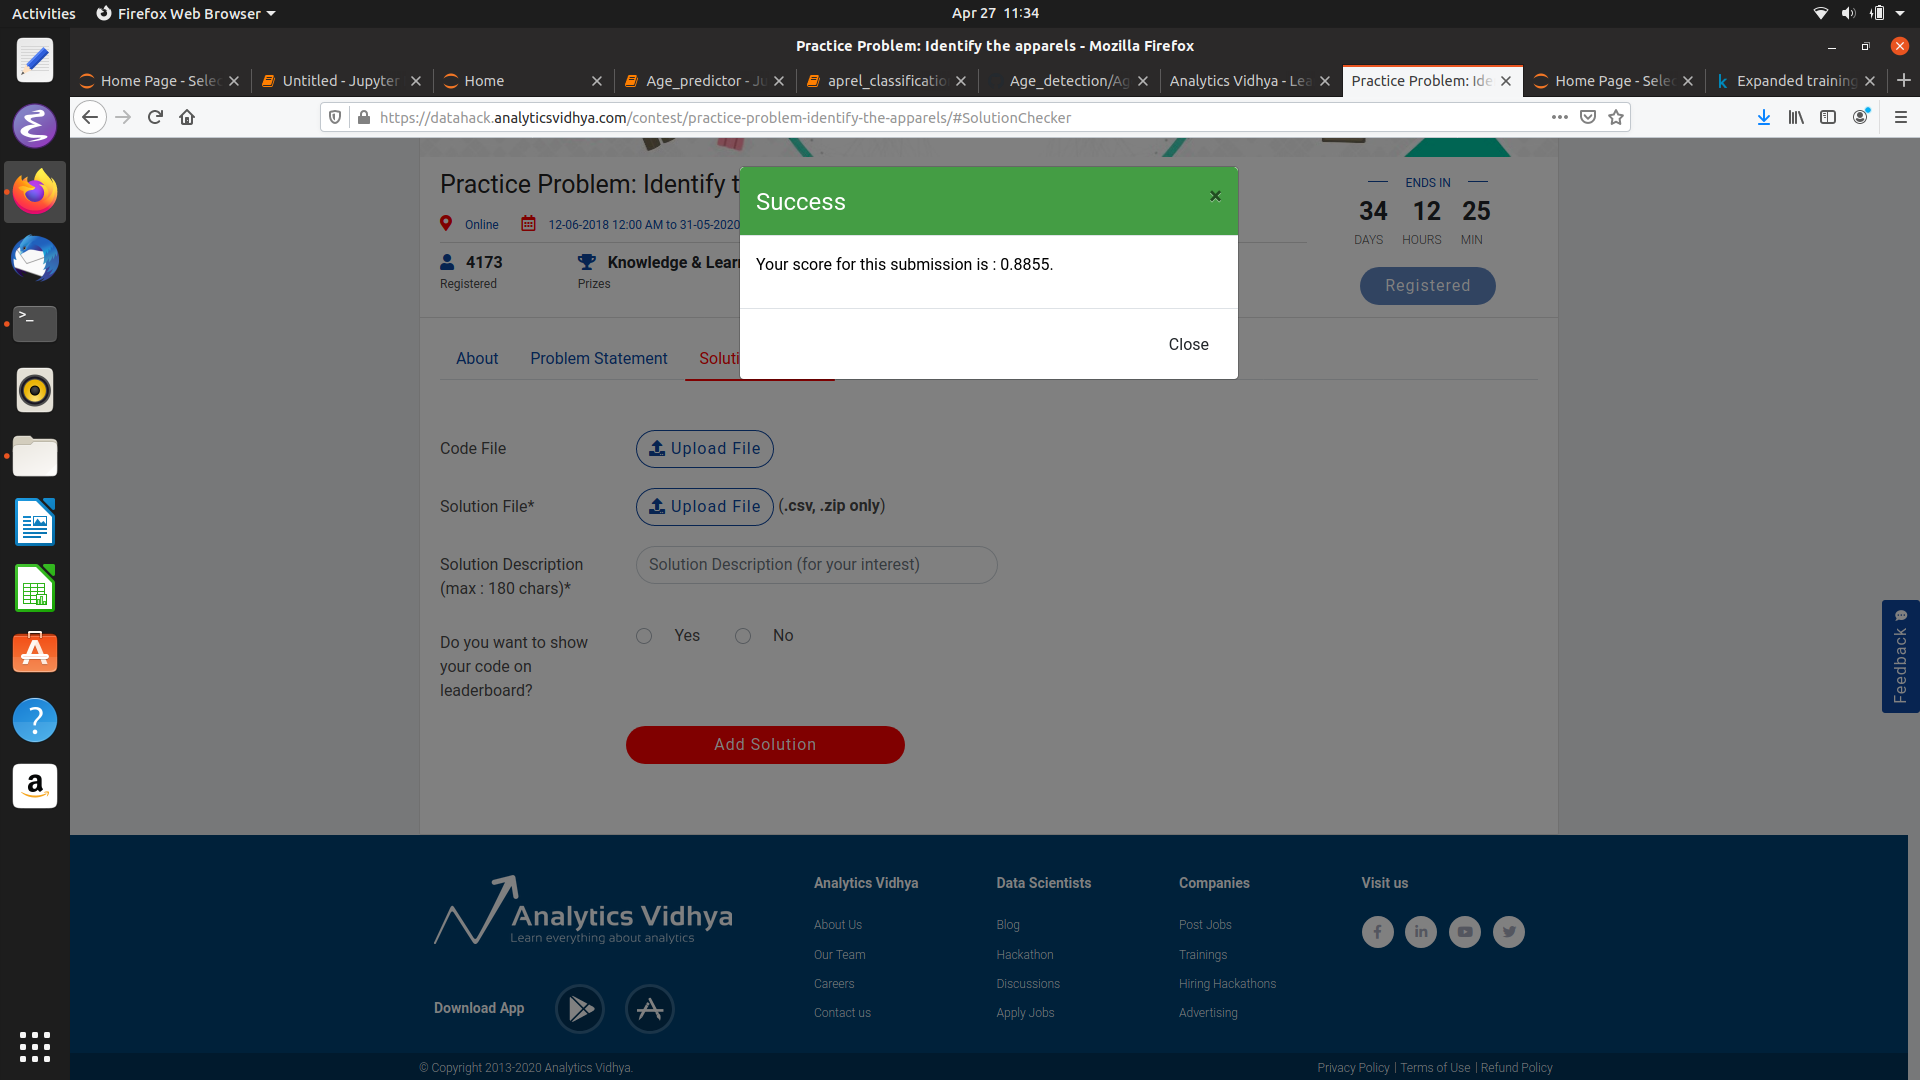 Activities
Firefox Web Browser
Apr 27 11:34
Practice Problem: Identify the apparels - Mozilla Firefox
Home Page - Selec
Untitled - Jupyter
Home
Age_predictor - Ju
aprel_classificatio
Age_detection/Ag
Analytics Vidhya - Lea
Practice Problem: Ide
Home Page - Selec
k Expanded training
https://datahack.analyticsvidhya.com/contest/practice-problem-identify-the-apparels/#SolutionChecker
Practice Problem: Identify t
Online
12-06-2018 12:00 AM to 31-05-2020
4173
Registered
Knowledge & Learn
Prizes
ENDS IN
34 12 25
DAYS HOURS MIN
Registered
Success
×
Your score for this submission is : 0.8855.
Close
About
Problem Statement
Soluti
Code File
Upload File
Solution File*
Upload File
(.csv, .zip only)
Solution Description
(max : 180 chars)*
Solution Description (for your interest)
Do you want to show
your code on
leaderboard?
Yes
No
Add Solution
Feedback
Analytics Vidhya
Learn everything about analytics
Download App
Analytics Vidhya
About Us
Our Team
Careers
Contact us
Data Scientists
Blog
Hackathon
Discussions
Apply Jobs
Companies
Post Jobs
Trainings
Hiring Hackathons
Advertising
Visit us
© Copyright 2013-2020 Analytics Vidhya.
Privacy Policy | Terms of Use | Refund Policy